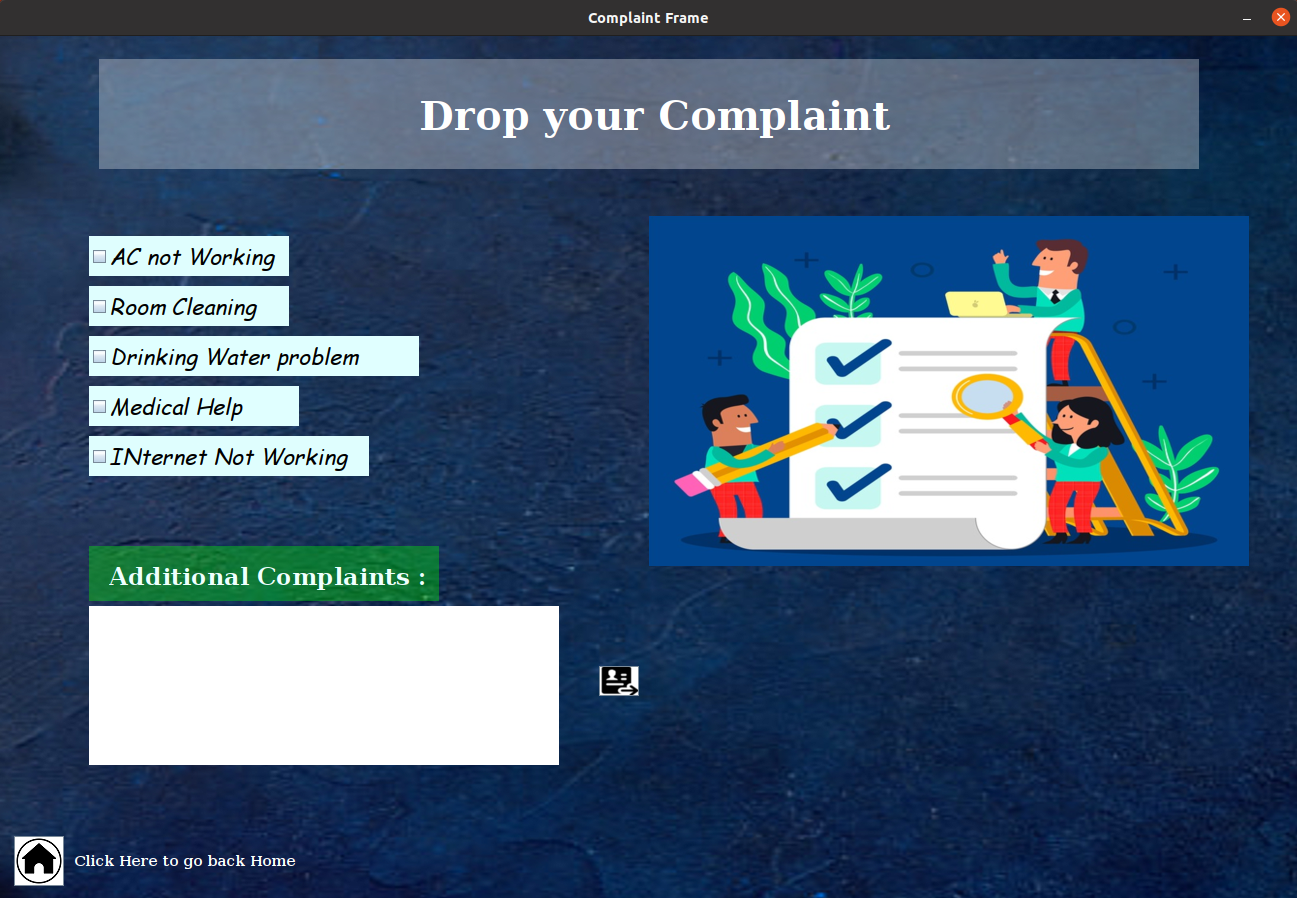 Complaint Frame
Drop your Complaint
AC not Working
Room Cleaning
Drinking Water problem
Medical Help
INternet Not Working
Additional Complaints :
Click Here to go back Home